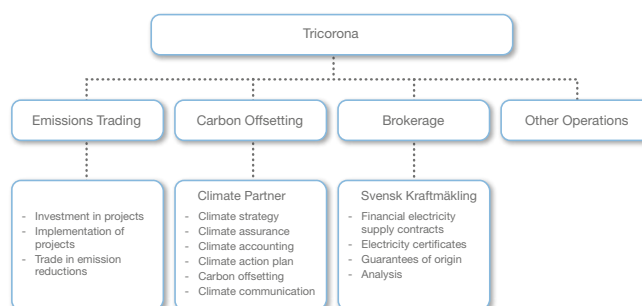 Tricorona
Emissions Trading
Carbon Offsetting
Brokerage
Other Operations
- Investment in projects
- Implementation of
projects
- Trade in emission
reductions
Climate Partner
- Climate strategy
- Climate assurance
- Climate accounting
- Climate action plan
- Carbon offsetting
- Climate communication
Svensk Kraftmäkling
- Financial electricity
supply contracts
- Electricity certificates
- Guarantees of origin
- Analysis